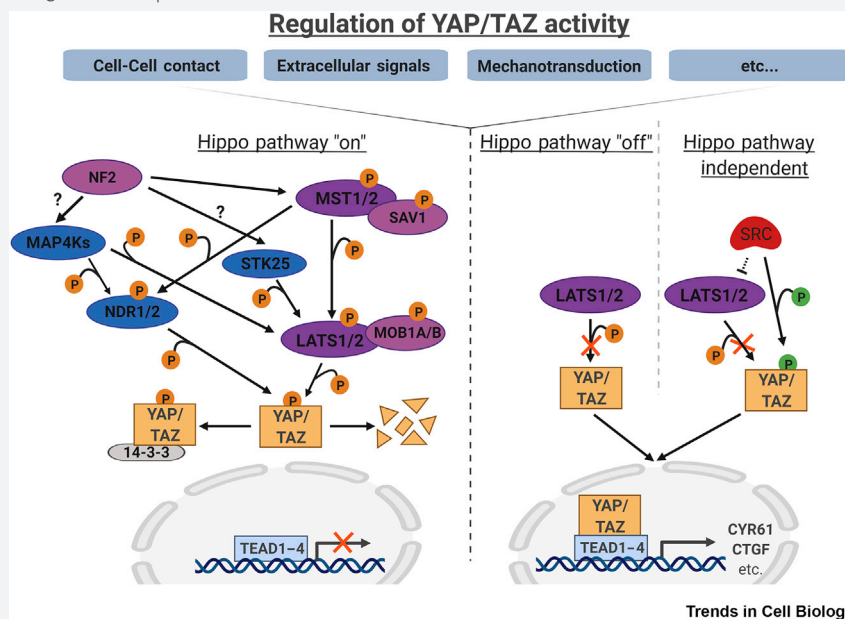 Regulation of YAP/TAZ activity
Cell-Cell contact
Extracellular signals
Mechanotransduction
etc...
Hippo pathway "on"
Hippo pathway "off"
Hippo pathway
independent
NF2
?
?
P
MST1/2
P
SAV1
MAP4Ks
P
P
P
STK25
P
P
P
NDR1/2
P
P
LATS1/2
P
MOB1A/B
P
P
P
YAP/
TAZ
14-3-3
P
YAP/
TAZ
TEAD1-4
LATS1/2
P
YAP/
TAZ
SRC
LATS1/2
P
P
P
YAP/
TAZ
YAP/
TAZ
TEAD1-4
CYR61
CTGF
etc.
Trends in Cell Biolog